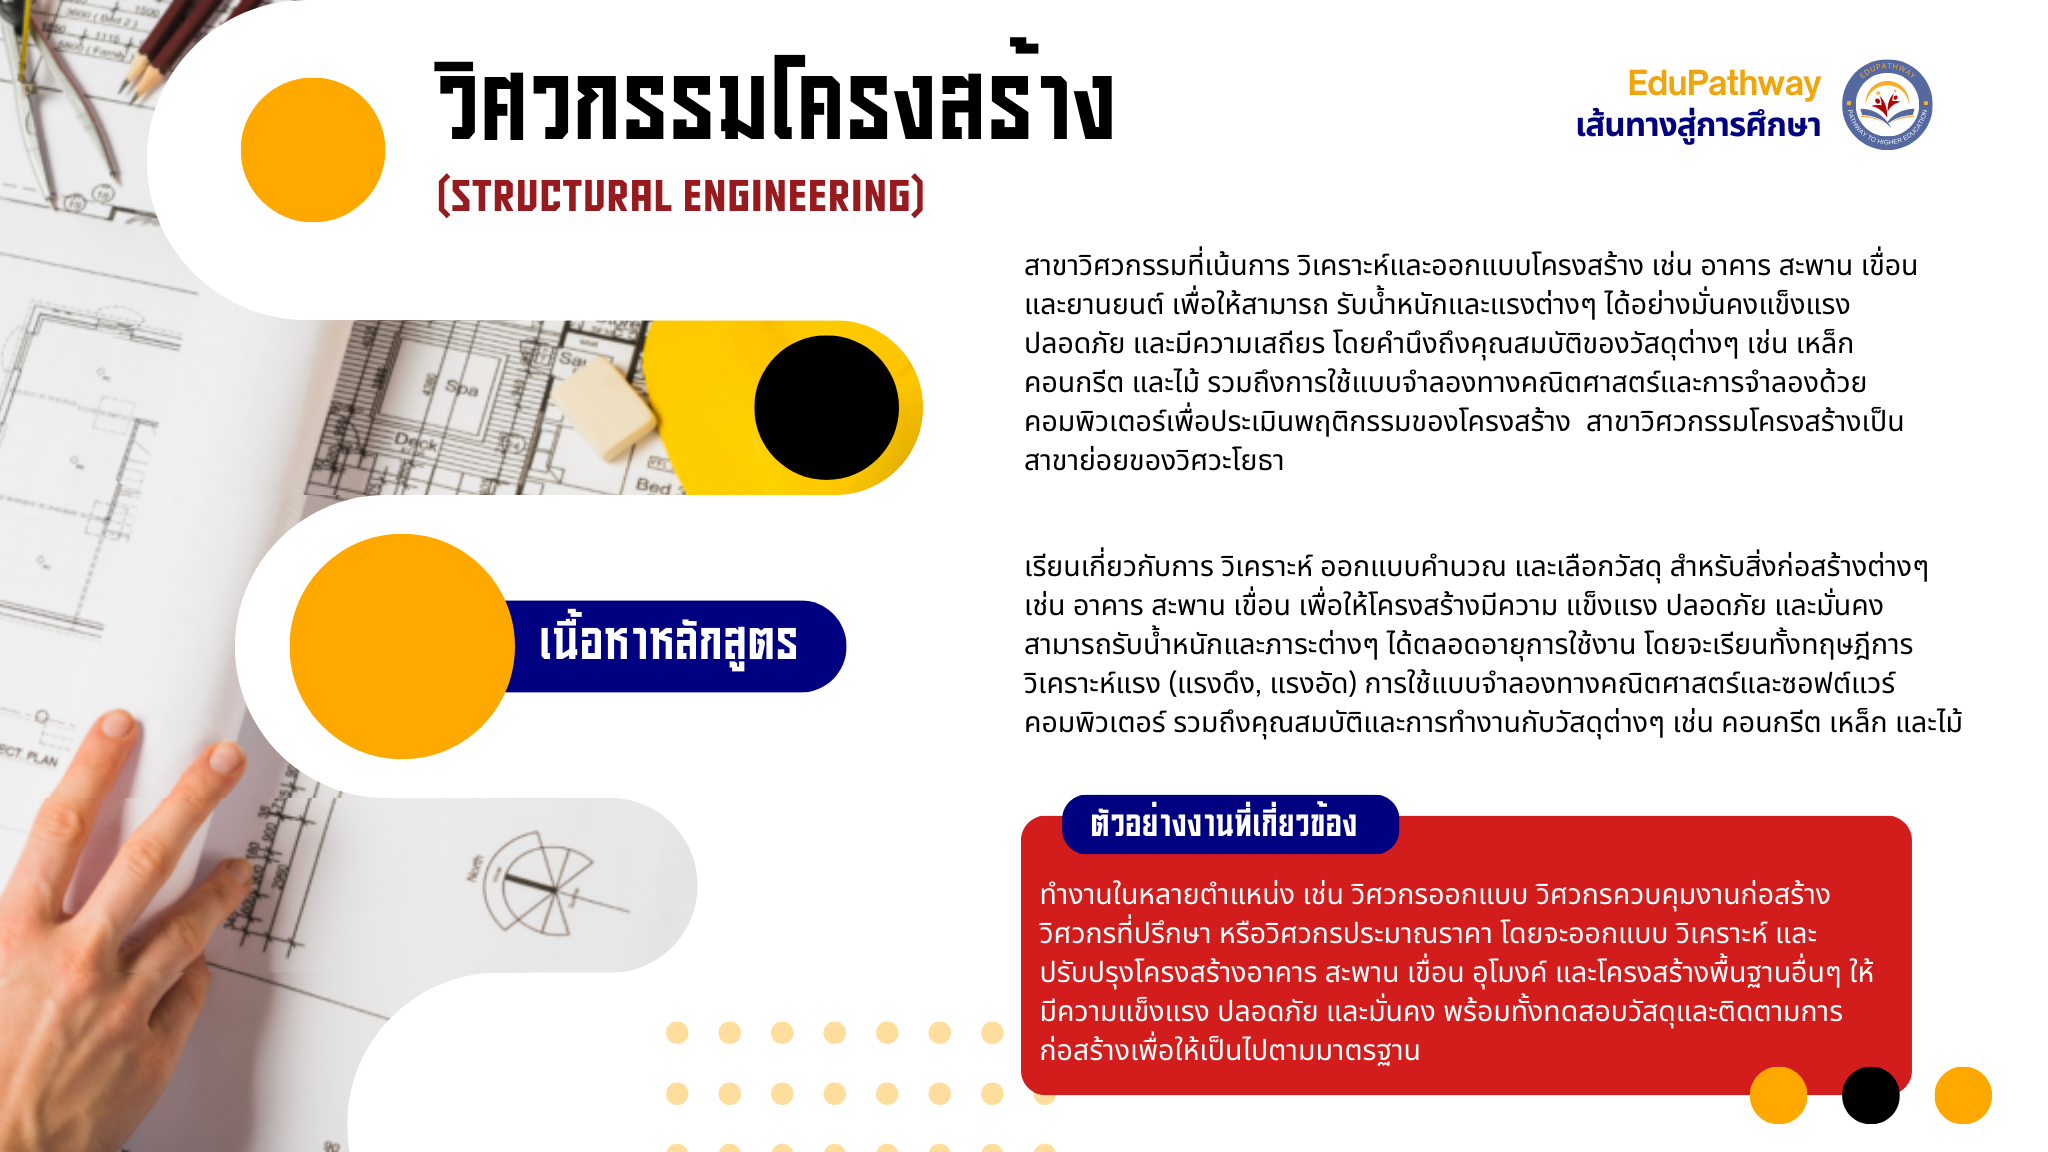 วิศวกรรมโครงสร้าง
(STRUCTURAL ENGINEERING)
EduPathway
เส้นทางสู่การศึกษา
EDUPATHWAY
PATHWAY TO HIGHER EDUCATION
สาขาวิศวกรรมที่เน้นการ วิเคราะห์และออกแบบโครงสร้าง เช่น อาคาร สะพาน เขื่อน
และยานยนต์ เพื่อให้สามารถ รับน้ำหนักและแรงต่างๆ ได้อย่างมั่นคงแข็งแรง
ปลอดภัย และมีความเสถียร โดยคำนึงถึงคุณสมบัติของวัสดุต่างๆ เช่น เหล็ก
คอนกรีต และไม้ รวมถึงการใช้แบบจำลองทางคณิตศาสตร์และการจำลองด้วย
คอมพิวเตอร์เพื่อประเมินพฤติกรรมของโครงสร้าง สาขาวิศวกรรมโครงสร้างเป็น
สาขาย่อยของวิศวะโยธา
เนื้อหาหลักสูตร
เรียนเกี่ยวกับการ วิเคราะห์ ออกแบบคำนวณ และเลือกวัสดุ สำหรับสิ่งก่อสร้างต่างๆ
เช่น อาคาร สะพาน เขื่อน เพื่อให้โครงสร้างมีความ แข็งแรง ปลอดภัย และมั่นคง
สามารถรับน้ำหนักและภาระต่างๆ ได้ตลอดอายุการใช้งาน โดยจะเรียนทั้งทฤษฎีการ
วิเคราะห์แรง (แรงดึง, แรงอัด) การใช้แบบจำลองทางคณิตศาสตร์และซอฟต์แวร์
คอมพิวเตอร์ รวมถึงคุณสมบัติและการทำงานกับวัสดุต่างๆ เช่น คอนกรีต เหล็ก และไม้
ตัวอย่างงานที่เกี่ยวข้อง
ทำงานในหลายตำแหน่ง เช่น วิศวกรออกแบบ วิศวกรควบคุมงานก่อสร้าง
วิศวกรที่ปรึกษา หรือวิศวกรประมาณราคา โดยจะออกแบบ วิเคราะห์ และ
ปรับปรุงโครงสร้างอาคาร สะพาน เขื่อน อุโมงค์ และโครงสร้างพื้นฐานอื่นๆ ให้
มีความแข็งแรง ปลอดภัย และมั่นคง พร้อมทั้งทดสอบวัสดุและติดตามการ
ก่อสร้างเพื่อให้เป็นไปตามมาตรฐาน
Spa
Deck
Bed
4380
North
PLAN
90